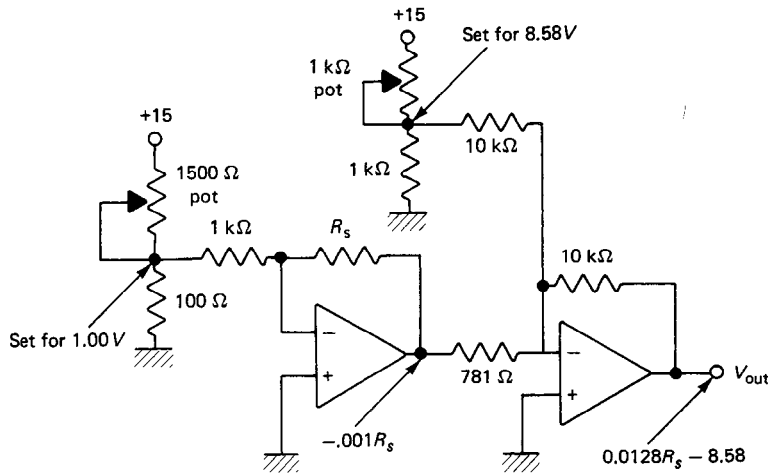 +15
Set for 8.58V
1 kΩ
pot
+15
1500 Ω
pot
1 kΩ
10 kΩ
1 kΩ
R_s
10 kΩ
100 Ω
Set for 1.00V
−
+
781 Ω
−
+
V_out
−.001R_s
0.0128R_s − 8.58